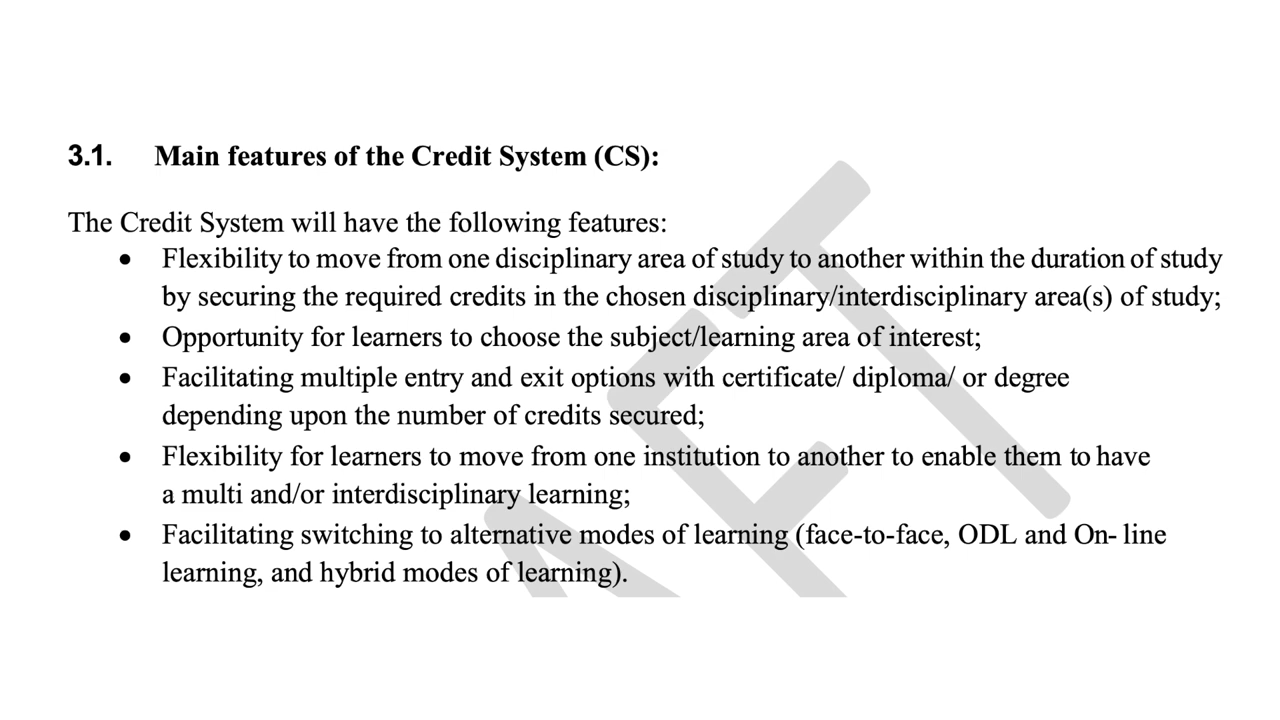 3.1. Main features of the Credit System (CS):
The Credit System will have the following features:
• Flexibility to move from one disciplinary area of study to another within the duration of study
by securing the required credits in the chosen disciplinary/interdisciplinary area(s) of study;
• Opportunity for learners to choose the subject/learning area of interest;
• Facilitating multiple entry and exit options with certificate/ diploma/ or degree
depending upon the number of credits secured;
• Flexibility for learners to move from one institution to another to enable them to have
a multi and/or interdisciplinary learning;
• Facilitating switching to alternative modes of learning (face-to-face, ODL and On- line
learning, and hybrid modes of learning).